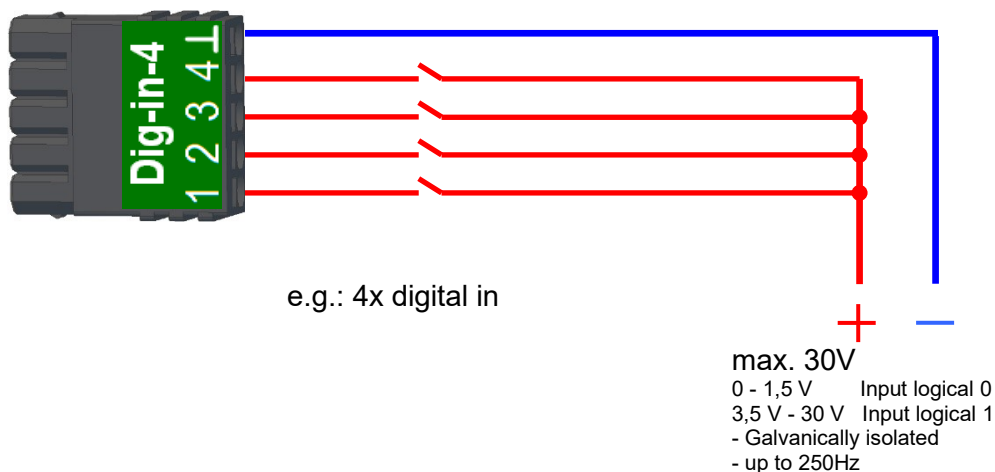 Dig-in-4
1 2 3 4 ⊥
e.g.: 4x digital in
+ —
max. 30V
0 - 1,5 V Input logical 0
3,5 V - 30 V Input logical 1
- Galvanically isolated
- up to 250Hz